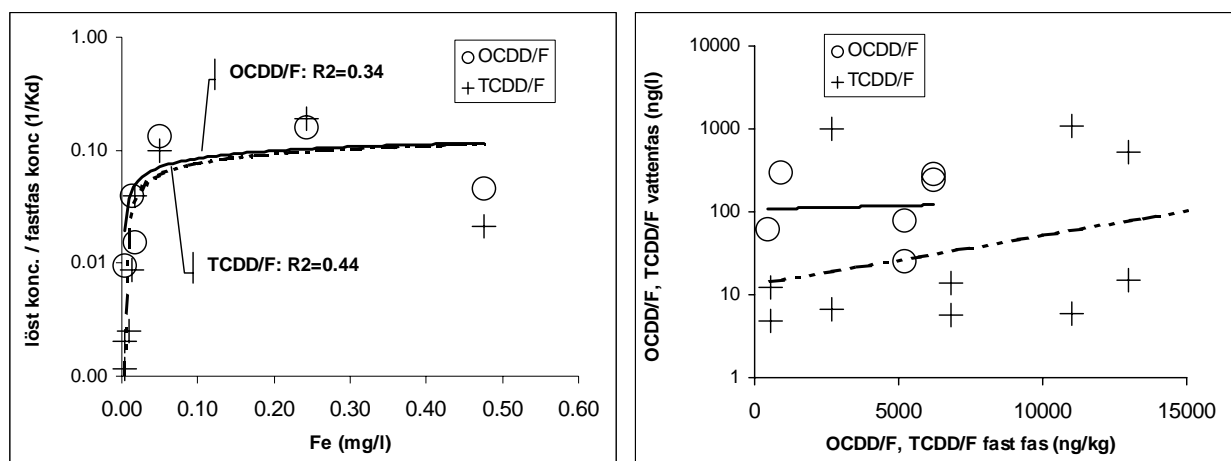 1.00
0.10
0.01
0.00
0.00 0.10 0.20 0.30 0.40 0.50 0.60
Fe (mg/l)
löst konc. / fastfas konc (1/Kd)
OCDD/F
TCDD/F
OCDD/F: R2=0.34
TCDD/F: R2=0.44
10000
1000
100
10
1
0 5000 10000 15000
OCDD/F, TCDD/F fast fas (ng/kg)
OCDD/F, TCDD/F vattenfas (ng(l)
OCDD/F
TCDD/F